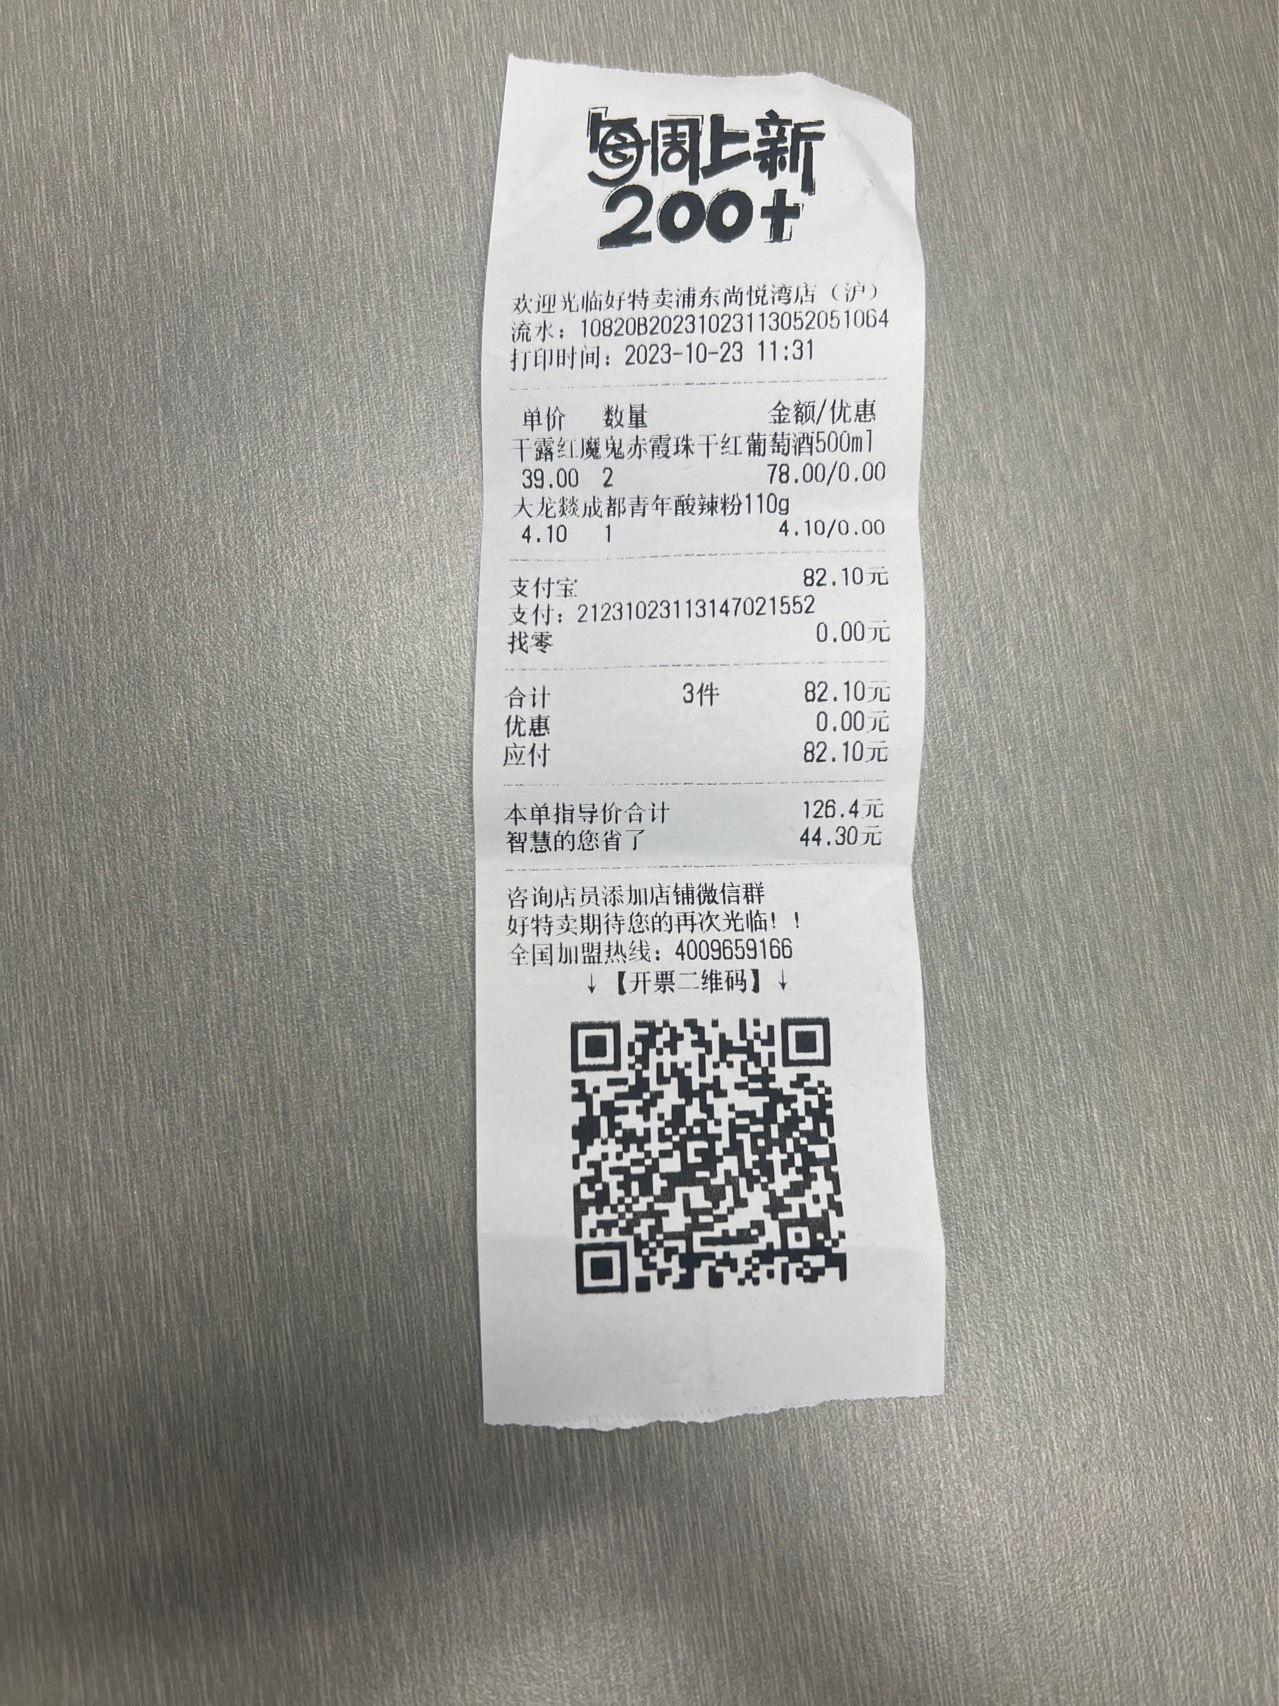 每周上新
200+
欢迎光临好特卖浦东尚悦湾店（沪）
流水：10820B20231023113052051064
打印时间：2023-10-23 11:31
单价 数量 金额/优惠
干露红魔鬼赤霞珠干红葡萄酒500ml
39.00 2 78.00/0.00
大龙燚成都青年酸辣粉110g
4.10 1 4.10/0.00
支付宝 82.10元
支付：21231023113147021552
找零 0.00元
合计 3件 82.10元
优惠 0.00元
应付 82.10元
本单指导价合计 126.4元
智慧的您省了 44.30元
咨询店员添加店铺微信群
好特卖期待您的再次光临！！
全国加盟热线：4009659166
↓【开票二维码】↓